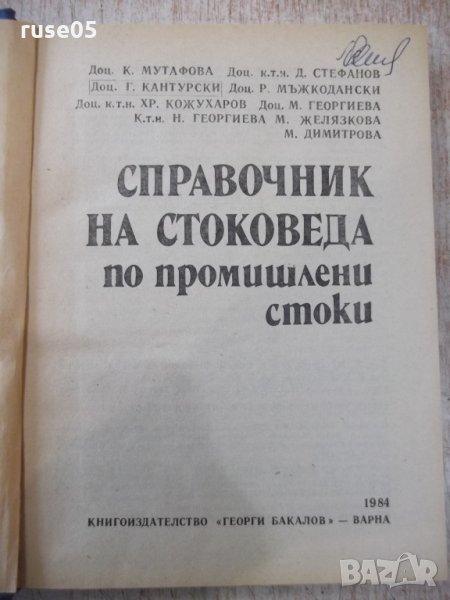 ruse05
Доц. К. МУТАФОВА Доц. к.т.н. Д. СТЕФАНОВ
Доц. Г. КАНТУРСКИ Доц. Р. МЪЖКОДАНСКИ
Доц. к.т.н. ХР. КОЖУХАРОВ Доц. М. ГЕОРГИЕВА
К.т.н. Н. ГЕОРГИЕВА М. ЖЕЛЯЗКОВА
М. ДИМИТРОВА
СПРАВОЧНИК
НА СТОКОВЕДА
по промишлени
стоки
1984
КНИГОИЗДАТЕЛСТВО «ГЕОРГИ БАКАЛОВ» — ВАРНА
BAZAR